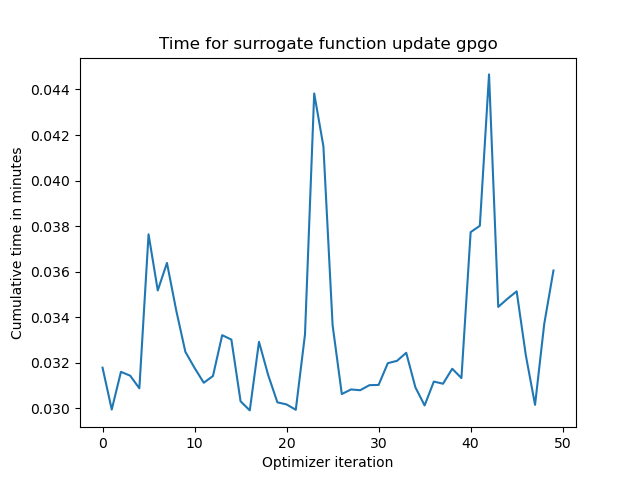 Time for surrogate function update gpgo
Cumulative time in minutes
0.044
0.042
0.040
0.038
0.036
0.034
0.032
0.030
0 10 20 30 40 50
Optimizer iteration